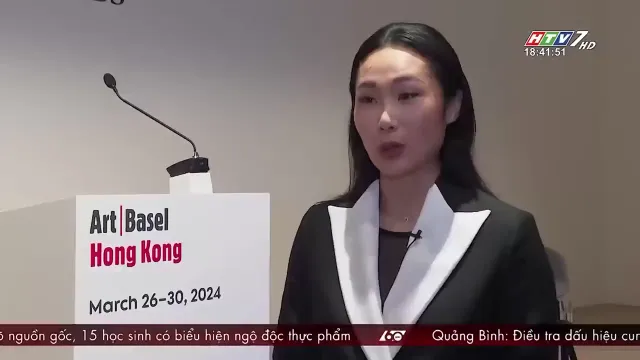 HTV7 HD
18:41:51
Art|Basel
Hong Kong
March 26–30, 2024
nguồn gốc, 15 học sinh có biểu hiện ngộ độc thực phẩm
60
Quảng Bình: Điều tra dấu hiệu